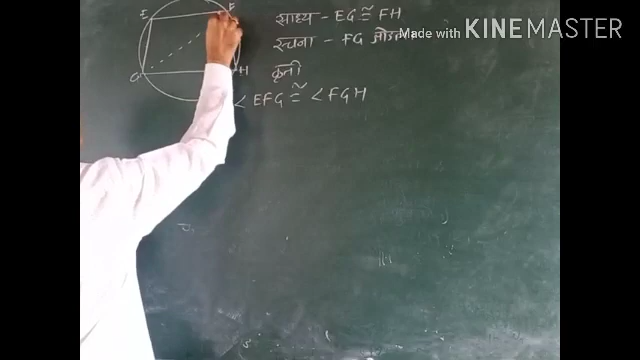 E F
साध्य - EG ≅ FH
रचना - FG
Made with KINEMASTER
G H
कृती
∠ EFG ≅ ∠ FGH